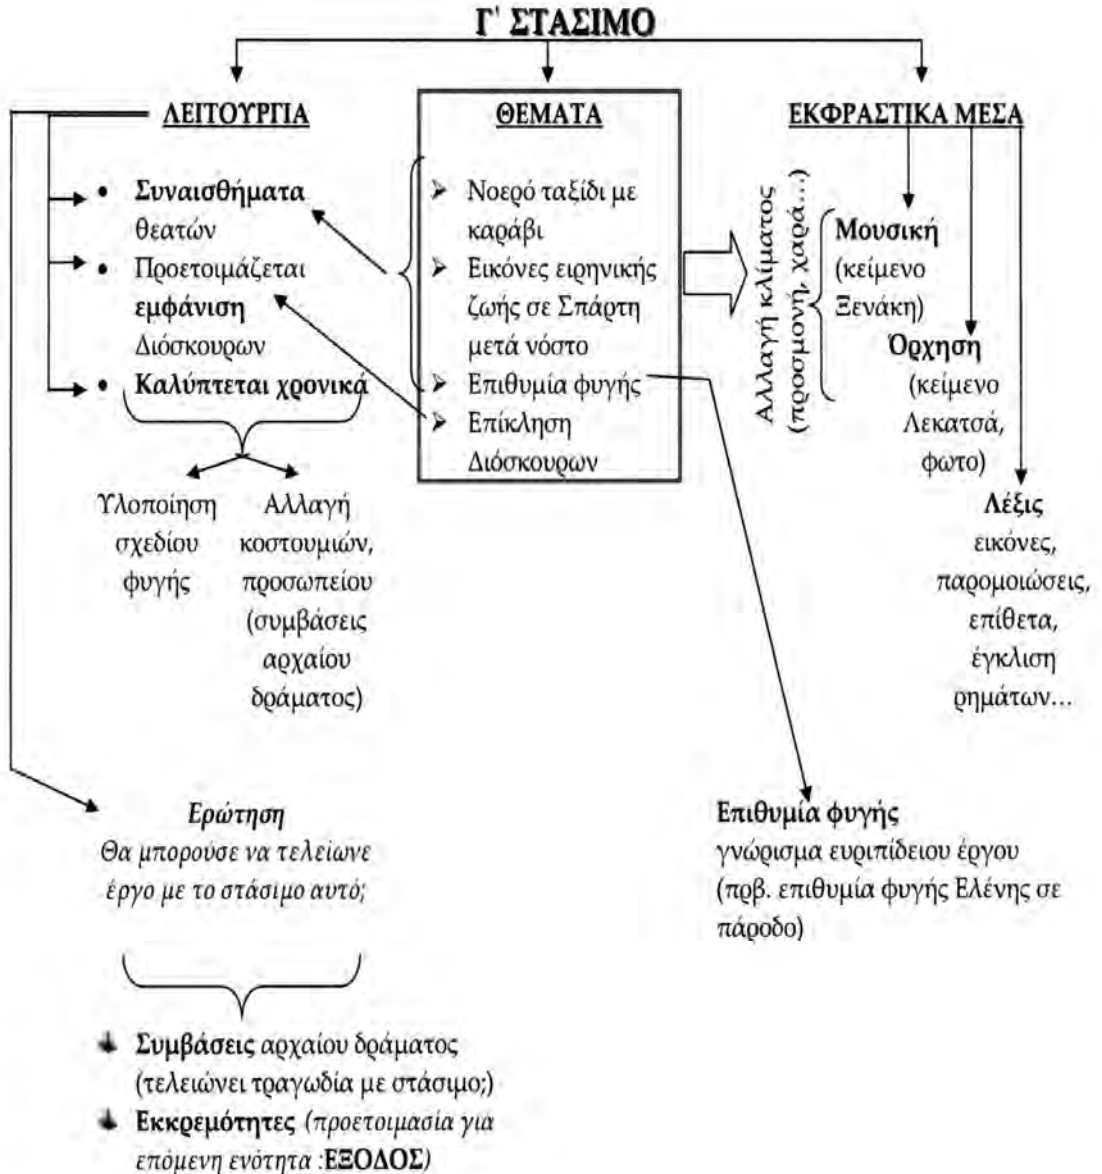 Γ' ΣΤΑΣΙΜΟ
ΛΕΙΤΟΥΡΓΙΑ
• Συναισθήματα
θεατών
• Προετοιμάζεται
εμφάνιση
Διόσκουρων
• Καλύπτεται χρονικά
Υλοποίηση
σχεδίου
φυγής
Αλλαγή
κοστουμιών,
προσωπείου
(συμβάσεις
αρχαίου
δράματος)
ΘΕΜΑΤΑ
➢ Νοερό ταξίδι με
καράβι
➢ Εικόνες ειρηνικής
ζωής σε Σπάρτη
μετά νόστο
➢ Επιθυμία φυγής
➢ Επίκληση
Διόσκουρων
Αλλαγή κλίματος
(προσμονή, χαρά...)
ΕΚΦΡΑΣΤΙΚΑ ΜΕΣΑ
Μουσική
(κείμενο
Ξενάκη)
Όρχηση
(κείμενο
Λεκατσά,
φωτο)
Λέξις
εικόνες,
παρομοιώσεις,
επίθετα,
έγκλιση
ρημάτων...
Ερώτηση
Θα μπορούσε να τελείωνε
έργο με το στάσιμο αυτό;
Επιθυμία φυγής
γνώρισμα ευριπίδειου έργου
(πρβ. επιθυμία φυγής Ελένης σε
πάροδο)
Συμβάσεις αρχαίου δράματος
(τελειώνει τραγωδία με στάσιμο;)
Εκκρεμότητες (προετοιμασία για
επόμενη ενότητα :ΕΞΟΔΟΣ)